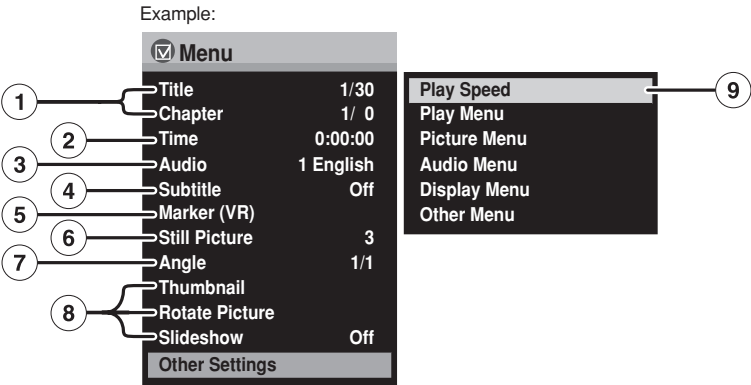 Example:
Menu
1 Title 1/30
Chapter 1/ 0
2 Time 0:00:00
3 Audio 1 English
4 Subtitle Off
5 Marker (VR)
6 Still Picture 3
7 Angle 1/1
8 Thumbnail
Rotate Picture
Slideshow Off
Other Settings
Play Speed 9
Play Menu
Picture Menu
Audio Menu
Display Menu
Other Menu